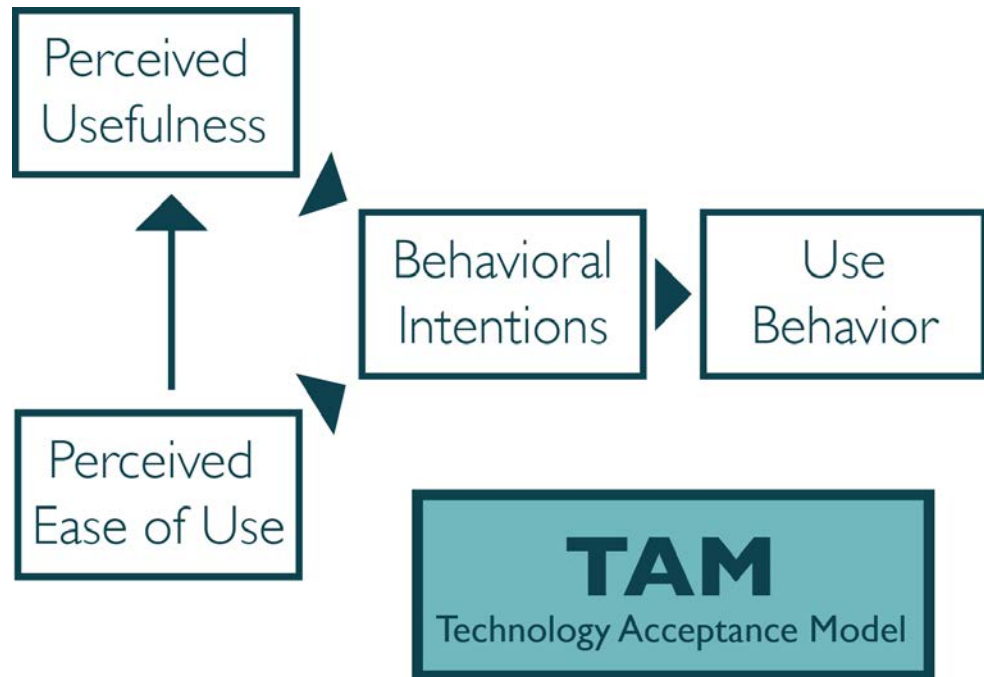 Perceived
Usefulness
Behavioral
Intentions
Use
Behavior
Perceived
Ease of Use
TAM
Technology Acceptance Model